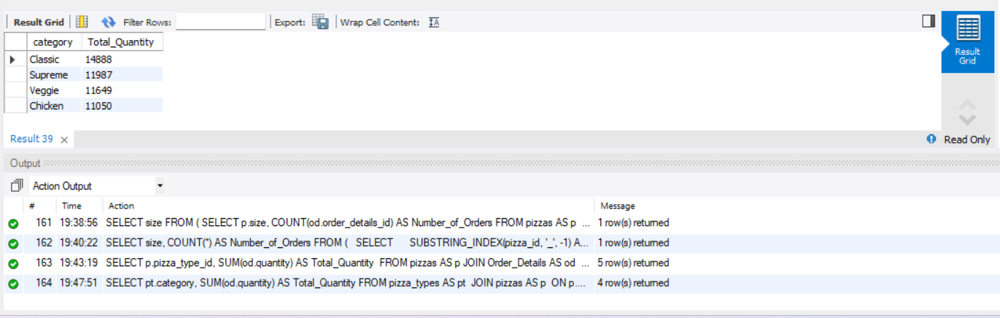 Result Grid Filter Rows: Export: Wrap Cell Content: IA
category Total_Quantity
Classic 14888
Supreme 11987
Veggie 11649
Chicken 11050
Result
Grid
Result 39 × Read Only
Output
Action Output
# Time Action Message
161 19:38:56 SELECT size FROM ( SELECT p.size, COUNT(od.order_details_id) AS Number_of_Orders FROM pizzas AS p ... 1 row(s) returned
162 19:40:22 SELECT size, COUNT(*) AS Number_of_Orders FROM ( SELECT SUBSTRING_INDEX(pizza_id, '_', -1) A... 1 row(s) returned
163 19:43:19 SELECT p.pizza_type_id, SUM(od.quantity) AS Total_Quantity FROM pizzas AS p JOIN Order_Details AS od ... 5 row(s) returned
164 19:47:51 SELECT pt.category, SUM(od.quantity) AS Total_Quantity FROM pizza_types AS pt JOIN pizzas AS p ON p.... 4 row(s) returned